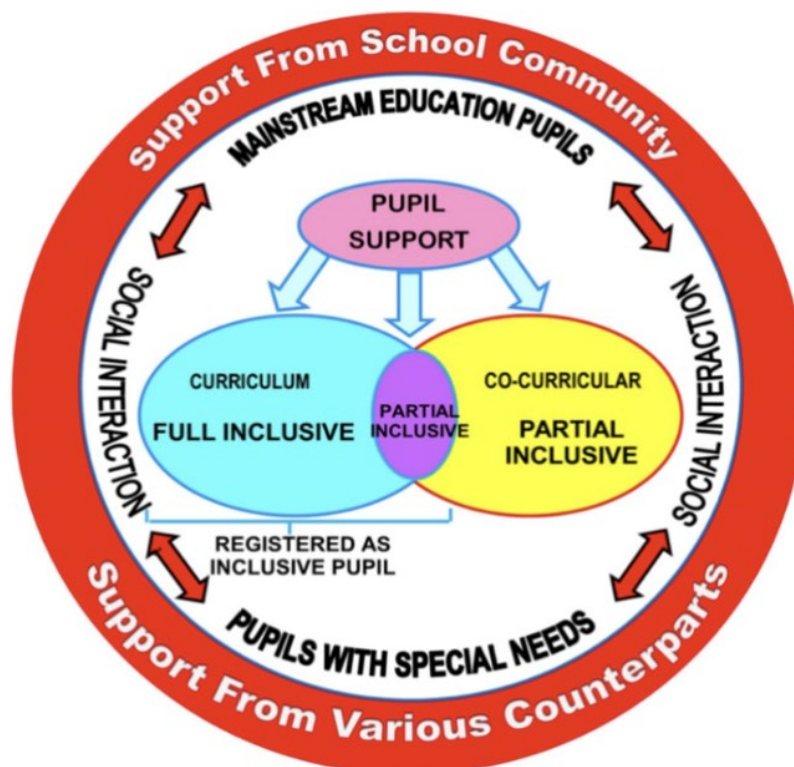 Support From School Community
MAINSTREAM EDUCATION PUPILS
PUPIL
SUPPORT
SOCIAL INTERACTION
SOCIAL INTERACTION
CURRICULUM
FULL INCLUSIVE
PARTIAL
INCLUSIVE
CO-CURRICULAR
PARTIAL
INCLUSIVE
REGISTERED AS
INCLUSIVE PUPIL
PUPILS WITH SPECIAL NEEDS
Support From Various Counterparts